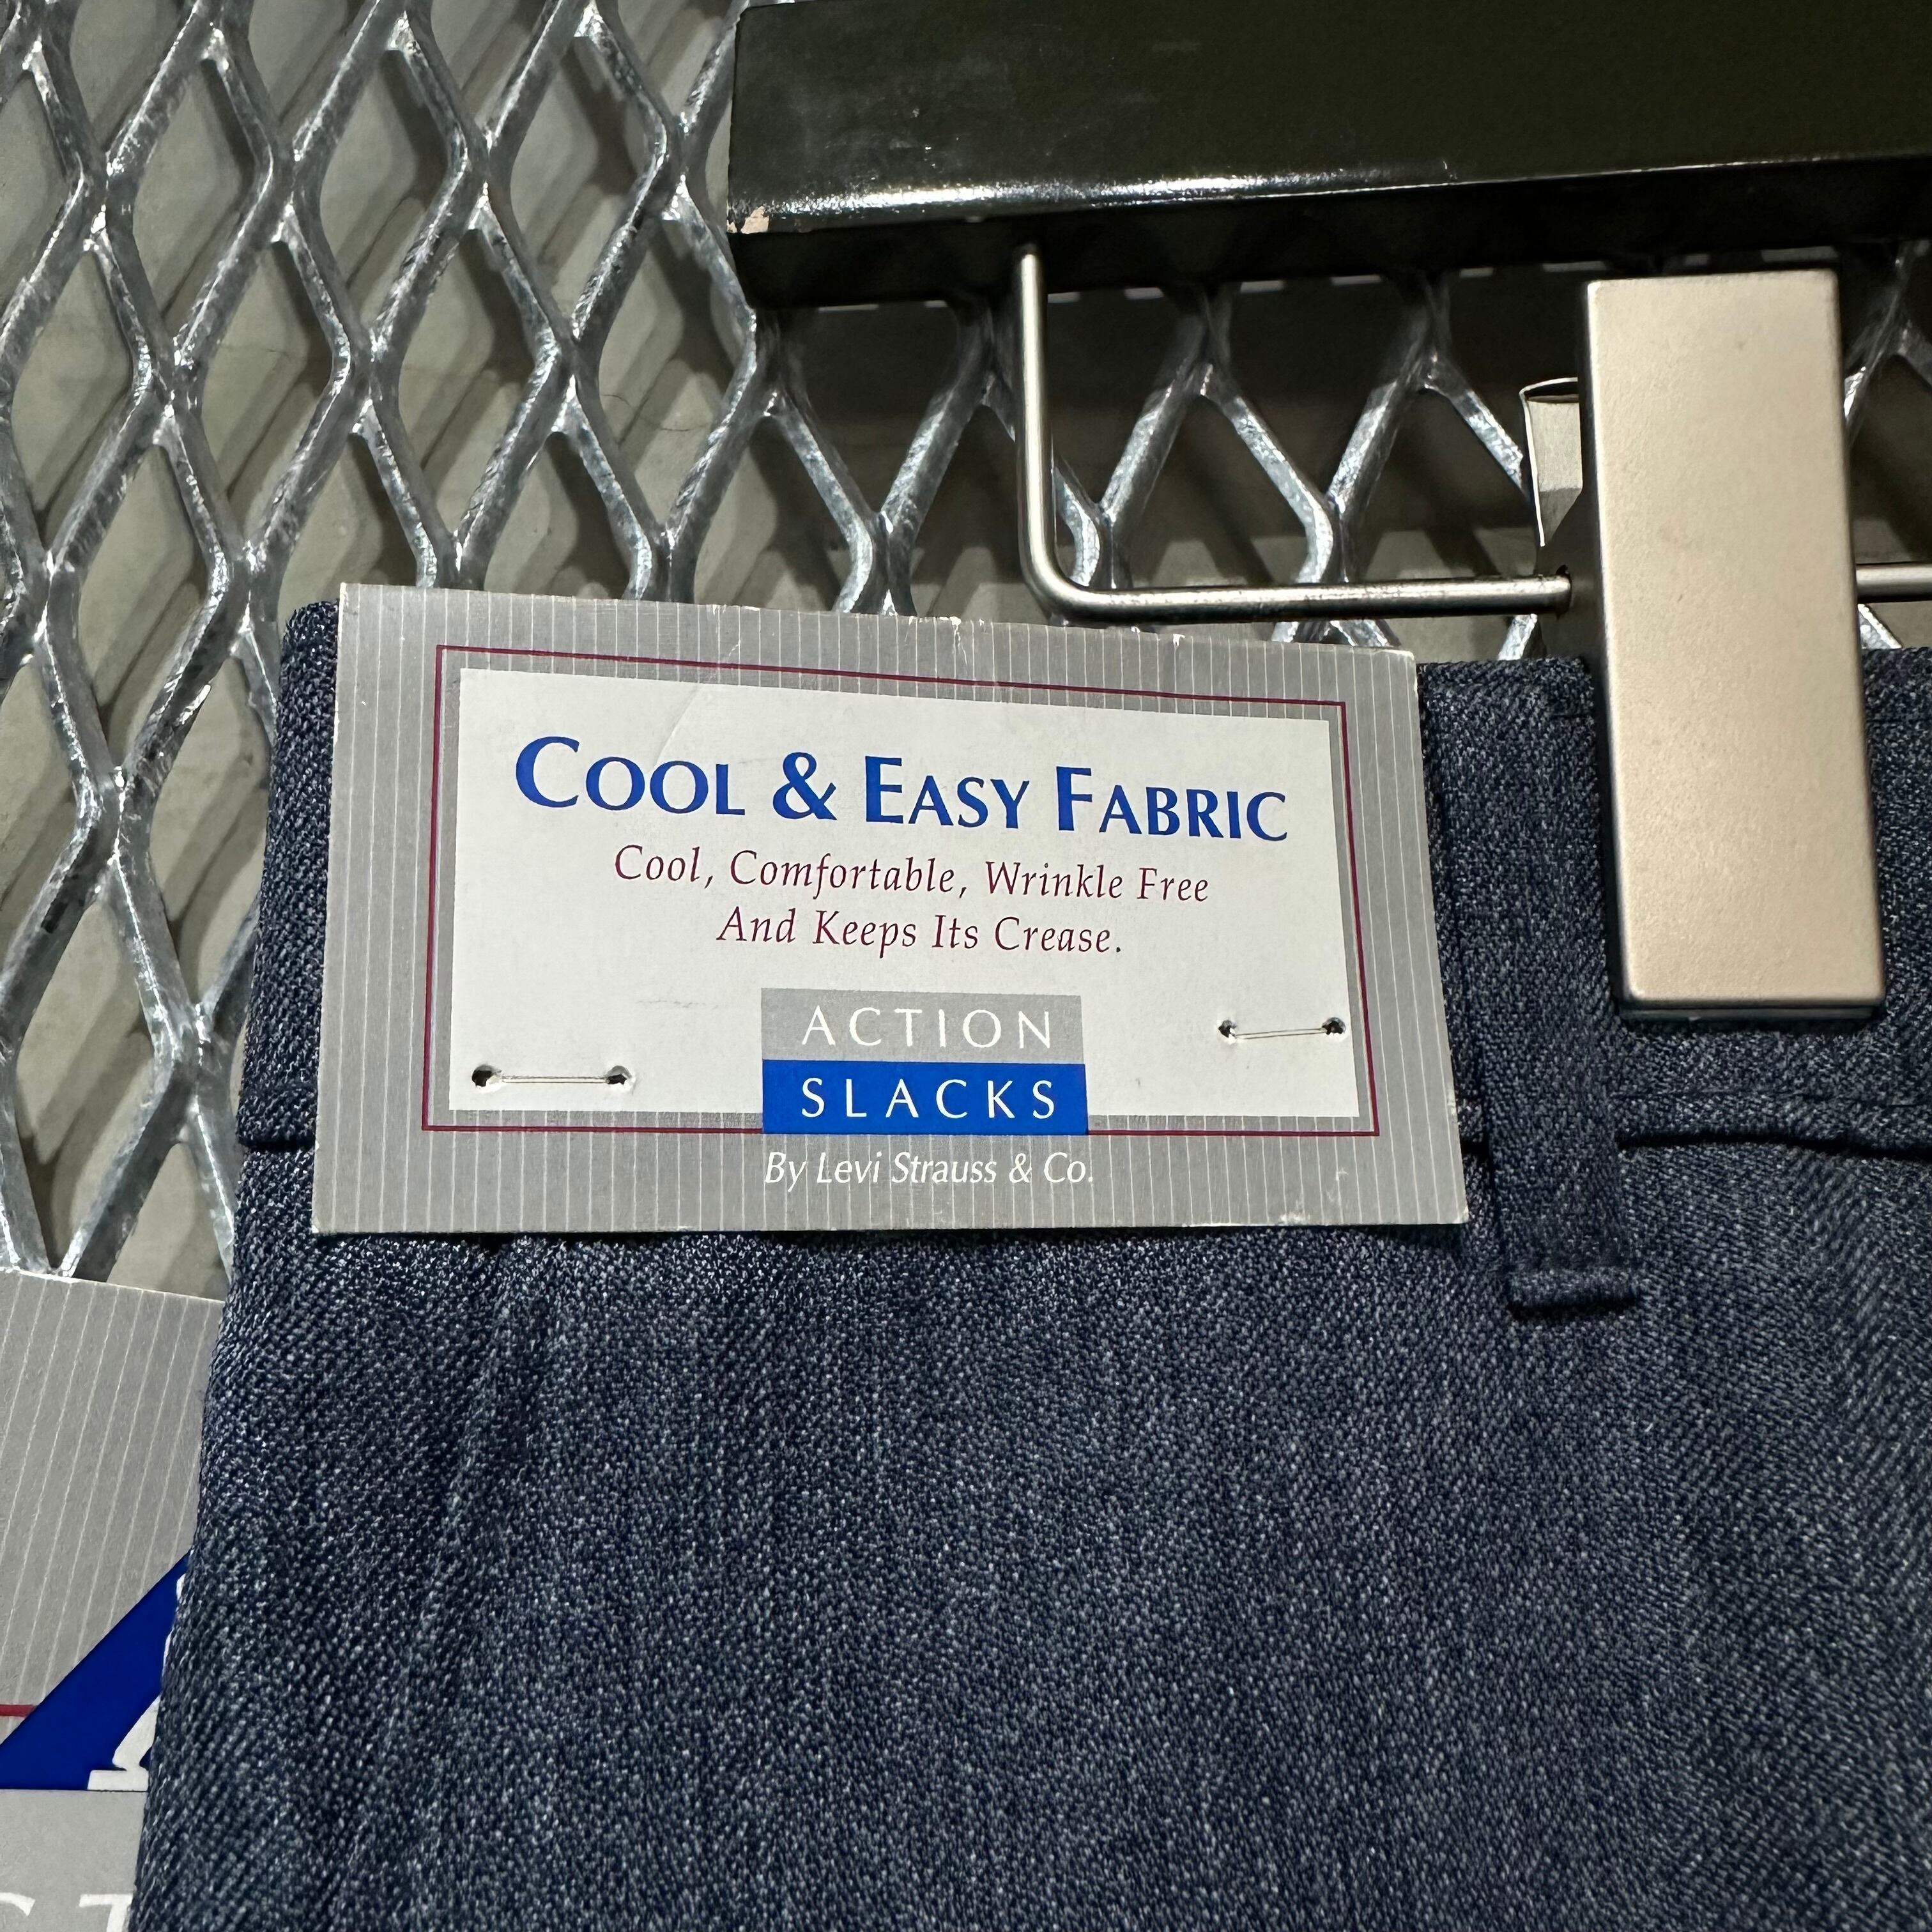 COOL & EASY FABRIC
Cool, Comfortable, Wrinkle Free
And Keeps Its Crease.
ACTION
SLACKS
By Levi Strauss & Co.